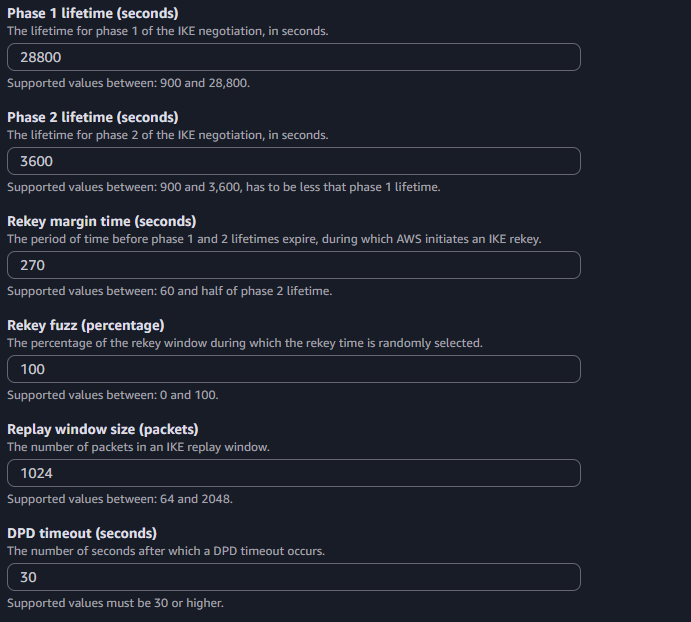 Phase 1 lifetime (seconds)
The lifetime for phase 1 of the IKE negotiation, in seconds.
28800
Supported values between: 900 and 28,800.
Phase 2 lifetime (seconds)
The lifetime for phase 2 of the IKE negotiation, in seconds.
3600
Supported values between: 900 and 3,600, has to be less that phase 1 lifetime.
Rekey margin time (seconds)
The period of time before phase 1 and 2 lifetimes expire, during which AWS initiates an IKE rekey.
270
Supported values between: 60 and half of phase 2 lifetime.
Rekey fuzz (percentage)
The percentage of the rekey window during which the rekey time is randomly selected.
100
Supported values between: 0 and 100.
Replay window size (packets)
The number of packets in an IKE replay window.
1024
Supported values between: 64 and 2048.
DPD timeout (seconds)
The number of seconds after which a DPD timeout occurs.
30
Supported values must be 30 or higher.